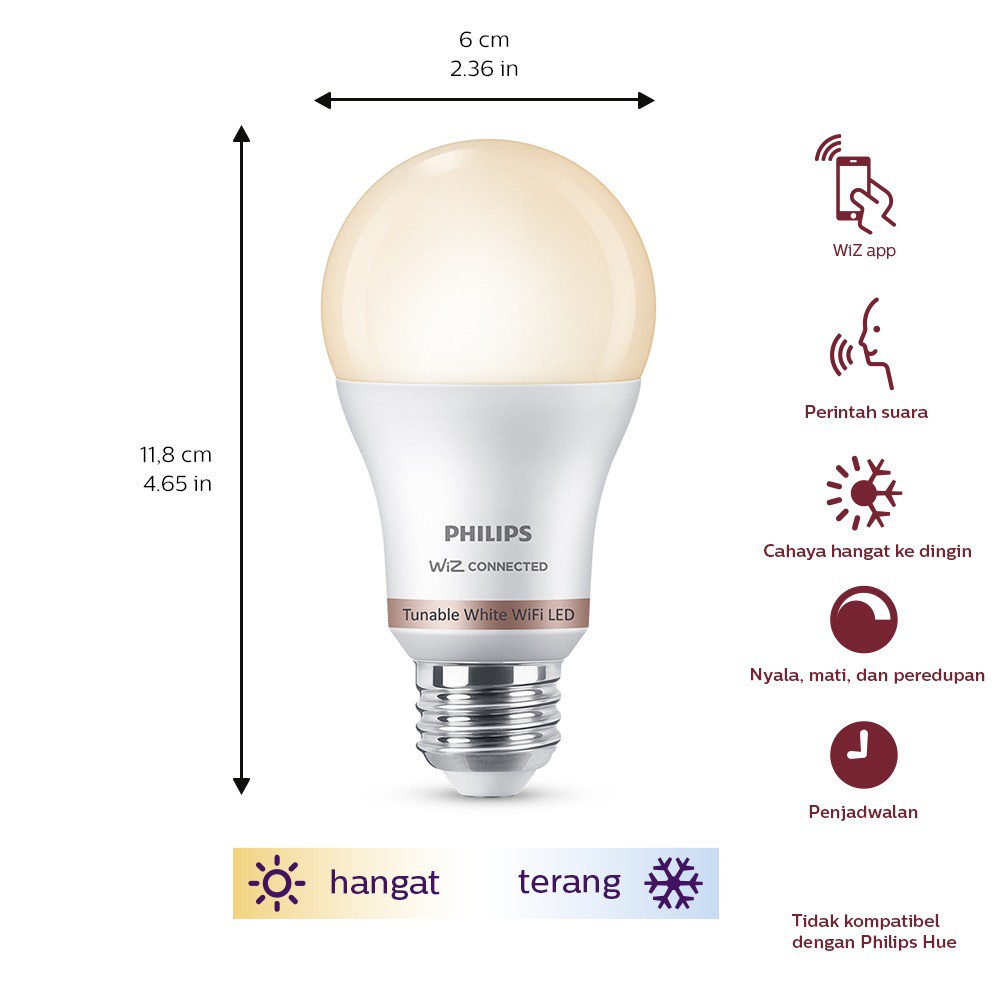 6 cm
2.36 in
11,8 cm
4.65 in
PHILIPS
WiZ CONNECTED
Tunable White WiFi LED
WiZ app
Perintah suara
Cahaya hangat ke dingin
Nyala, mati, dan peredupan
Penjadwalan
hangat
terang
Tidak kompatibel
dengan Philips Hue